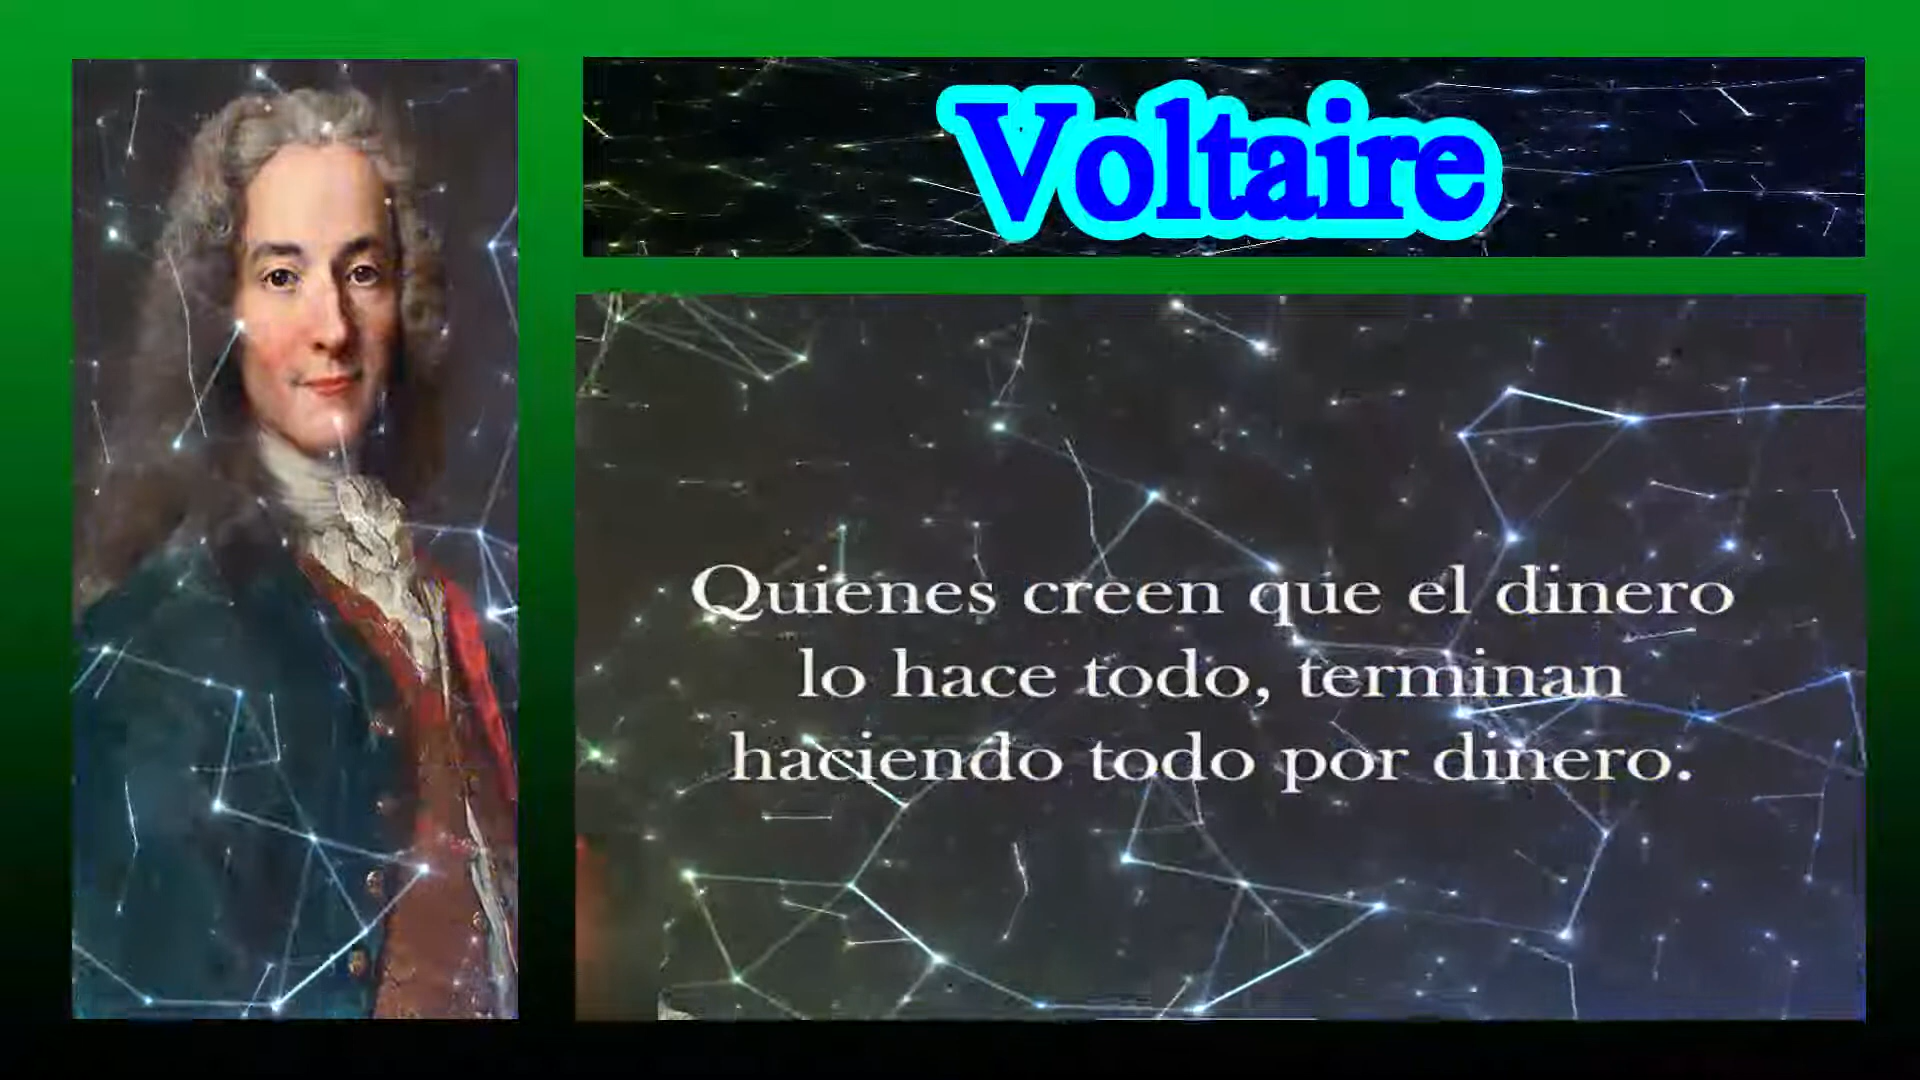 Voltaire
Quienes creen que el dinero
lo hace todo, terminan
haciendo todo por dinero.